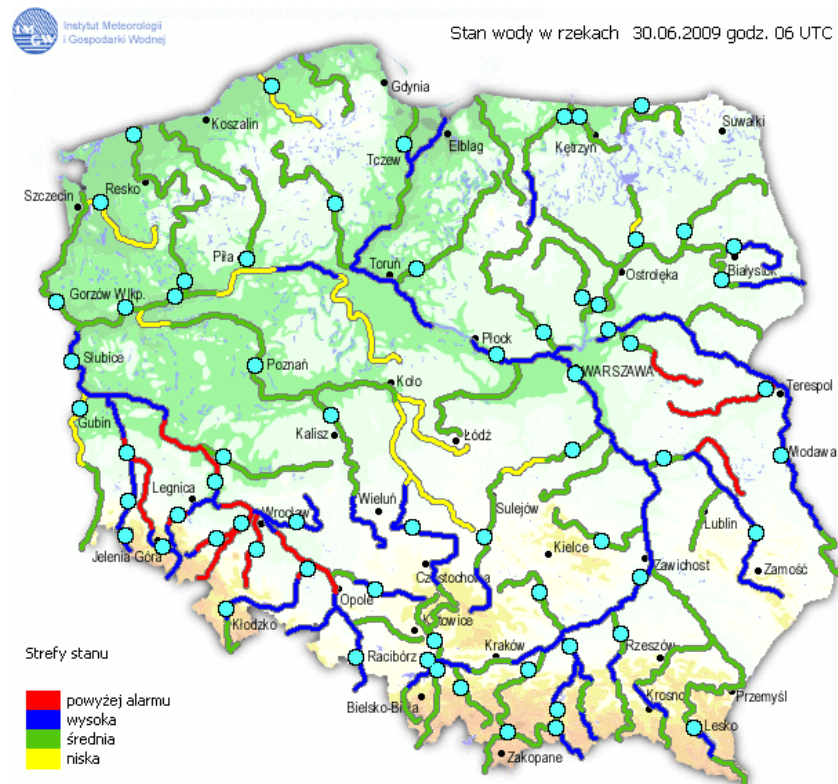 IMGW
Instytut Meteorologii
i Gospodarki Wodnej
Stan wody w rzekach 30.06.2009 godz. 06 UTC
Gdynia
Koszalin
Suwałki
Elblag
Kętrzyn
Tczew
Resko
Szczecin
Piła
Toruń
Białystok
Ostrołęka
Gorzów Wlkp.
Płock
Słubice
Poznań
WARSZAWA
Koło
Terespol
Gubin
Kalisz
Łódź
Włodawa
Legnica
Wieluń
Sulejów
Wrocław
Lublin
Jelenia Góra
Kielce
Zawichost
Zamość
Częstochowa
Opole
Kłodzko
Katowice
Kraków
Rzeszów
Racibórz
Strefy stanu
Bielsko-Biała
Krosno
Przemyśl
powyżej alarmu
wysoka
Lesko
średnia
Zakopane
niska